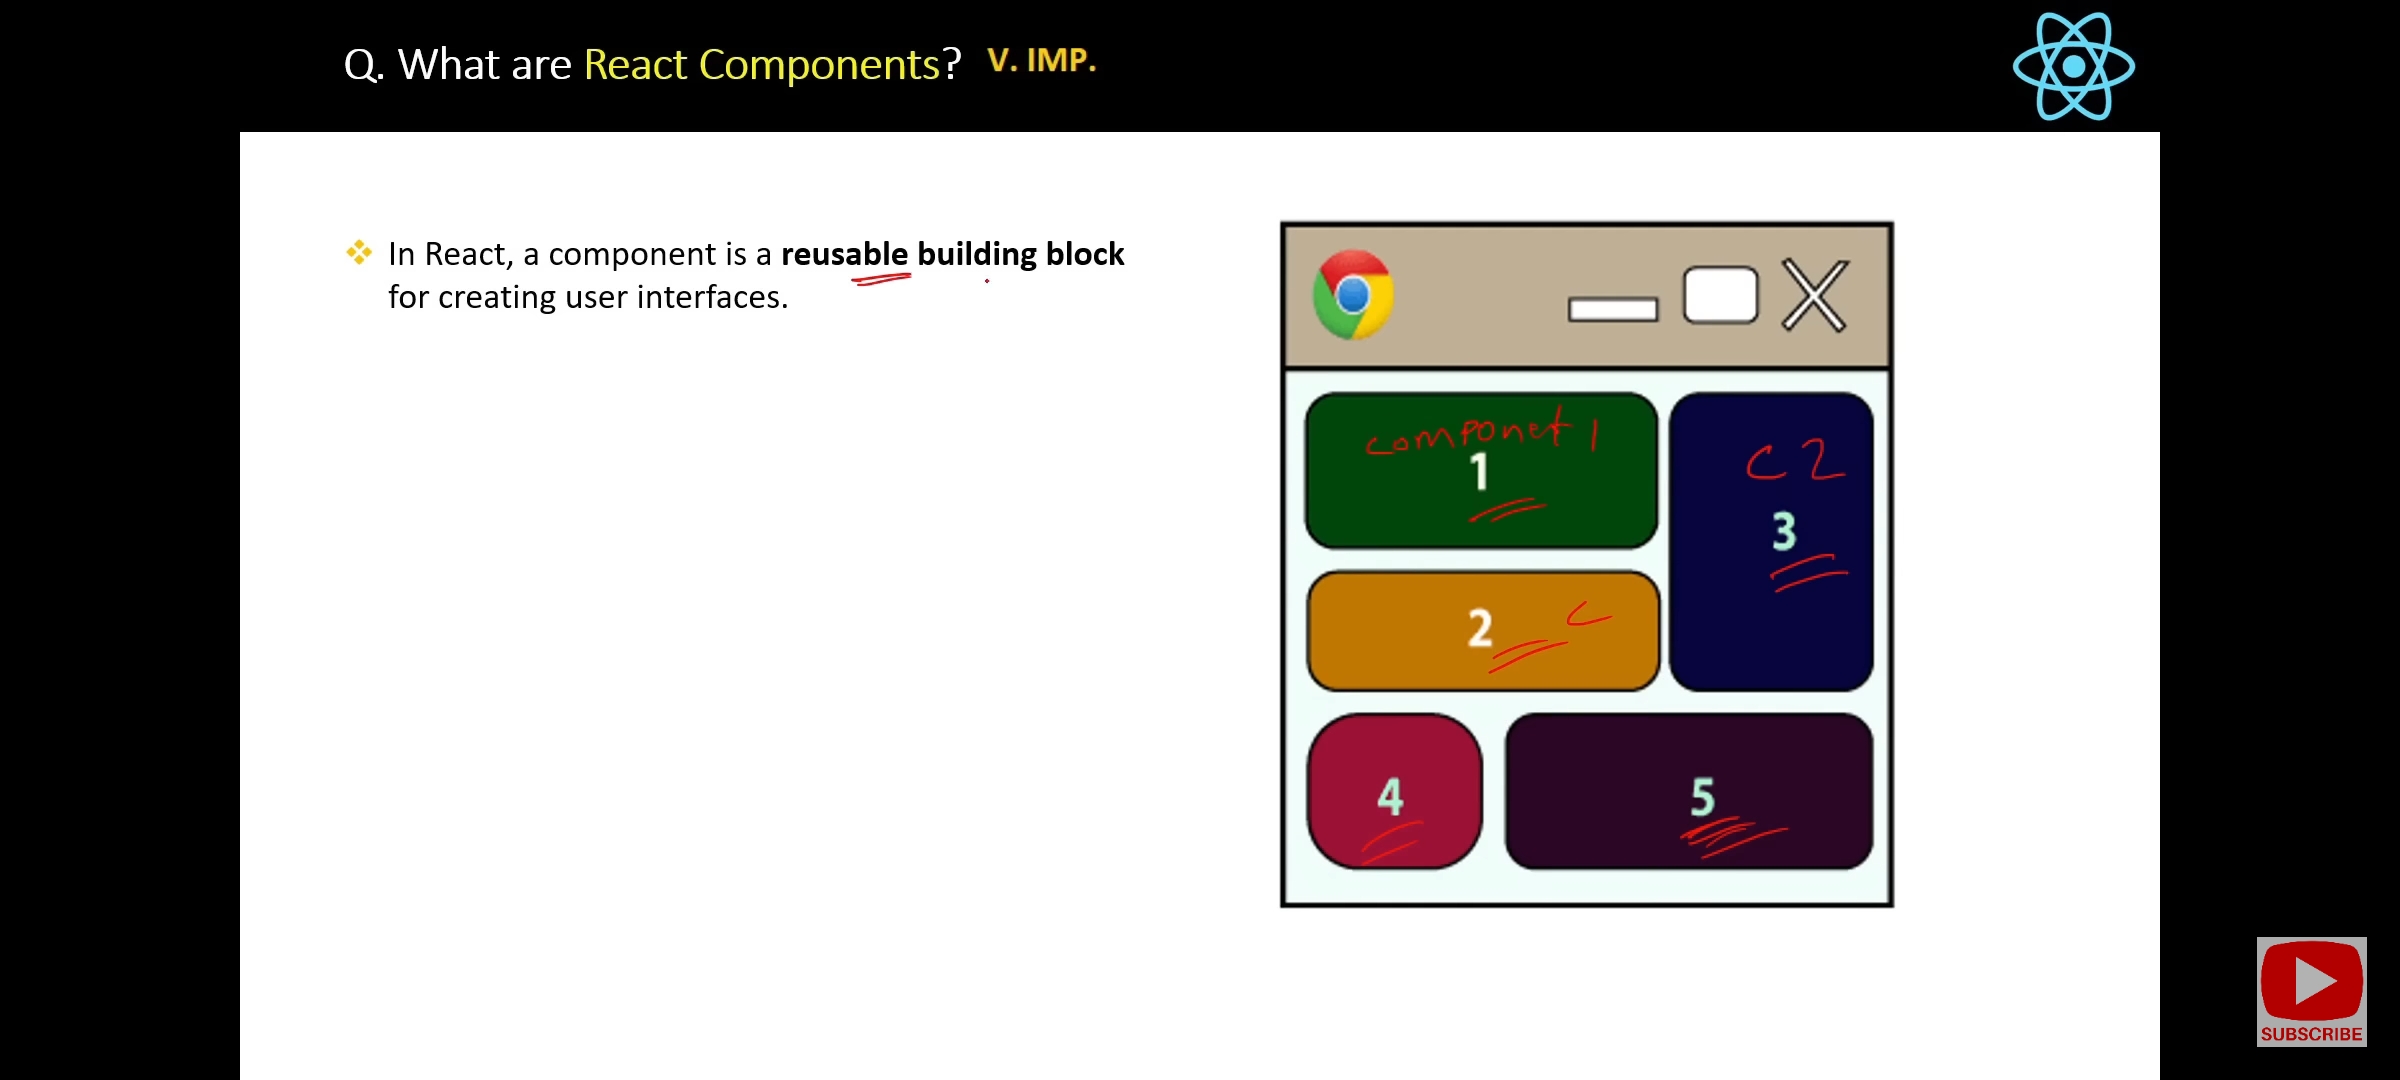 Q. What are React Components? V. IMP.
In React, a component is a reusable building block
for creating user interfaces.
componet 1
1
C 2
3
2 C
4
5
SUBSCRIBE